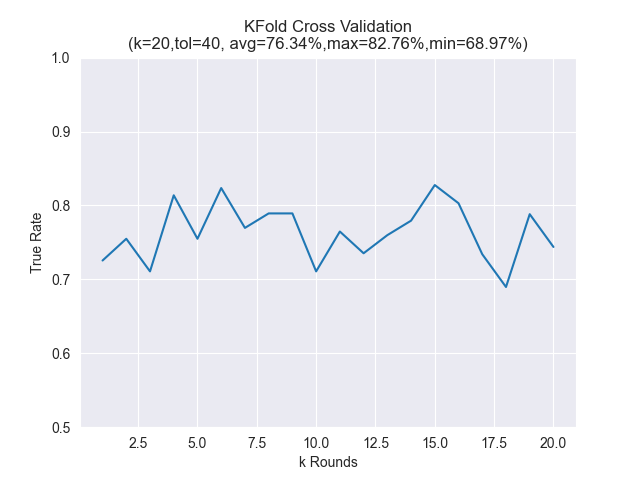 KFold Cross Validation
(k=20,tol=40, avg=76.34%,max=82.76%,min=68.97%)
1.0
0.9
0.8
0.7
0.6
0.5
True Rate
2.5 5.0 7.5 10.0 12.5 15.0 17.5 20.0
k Rounds